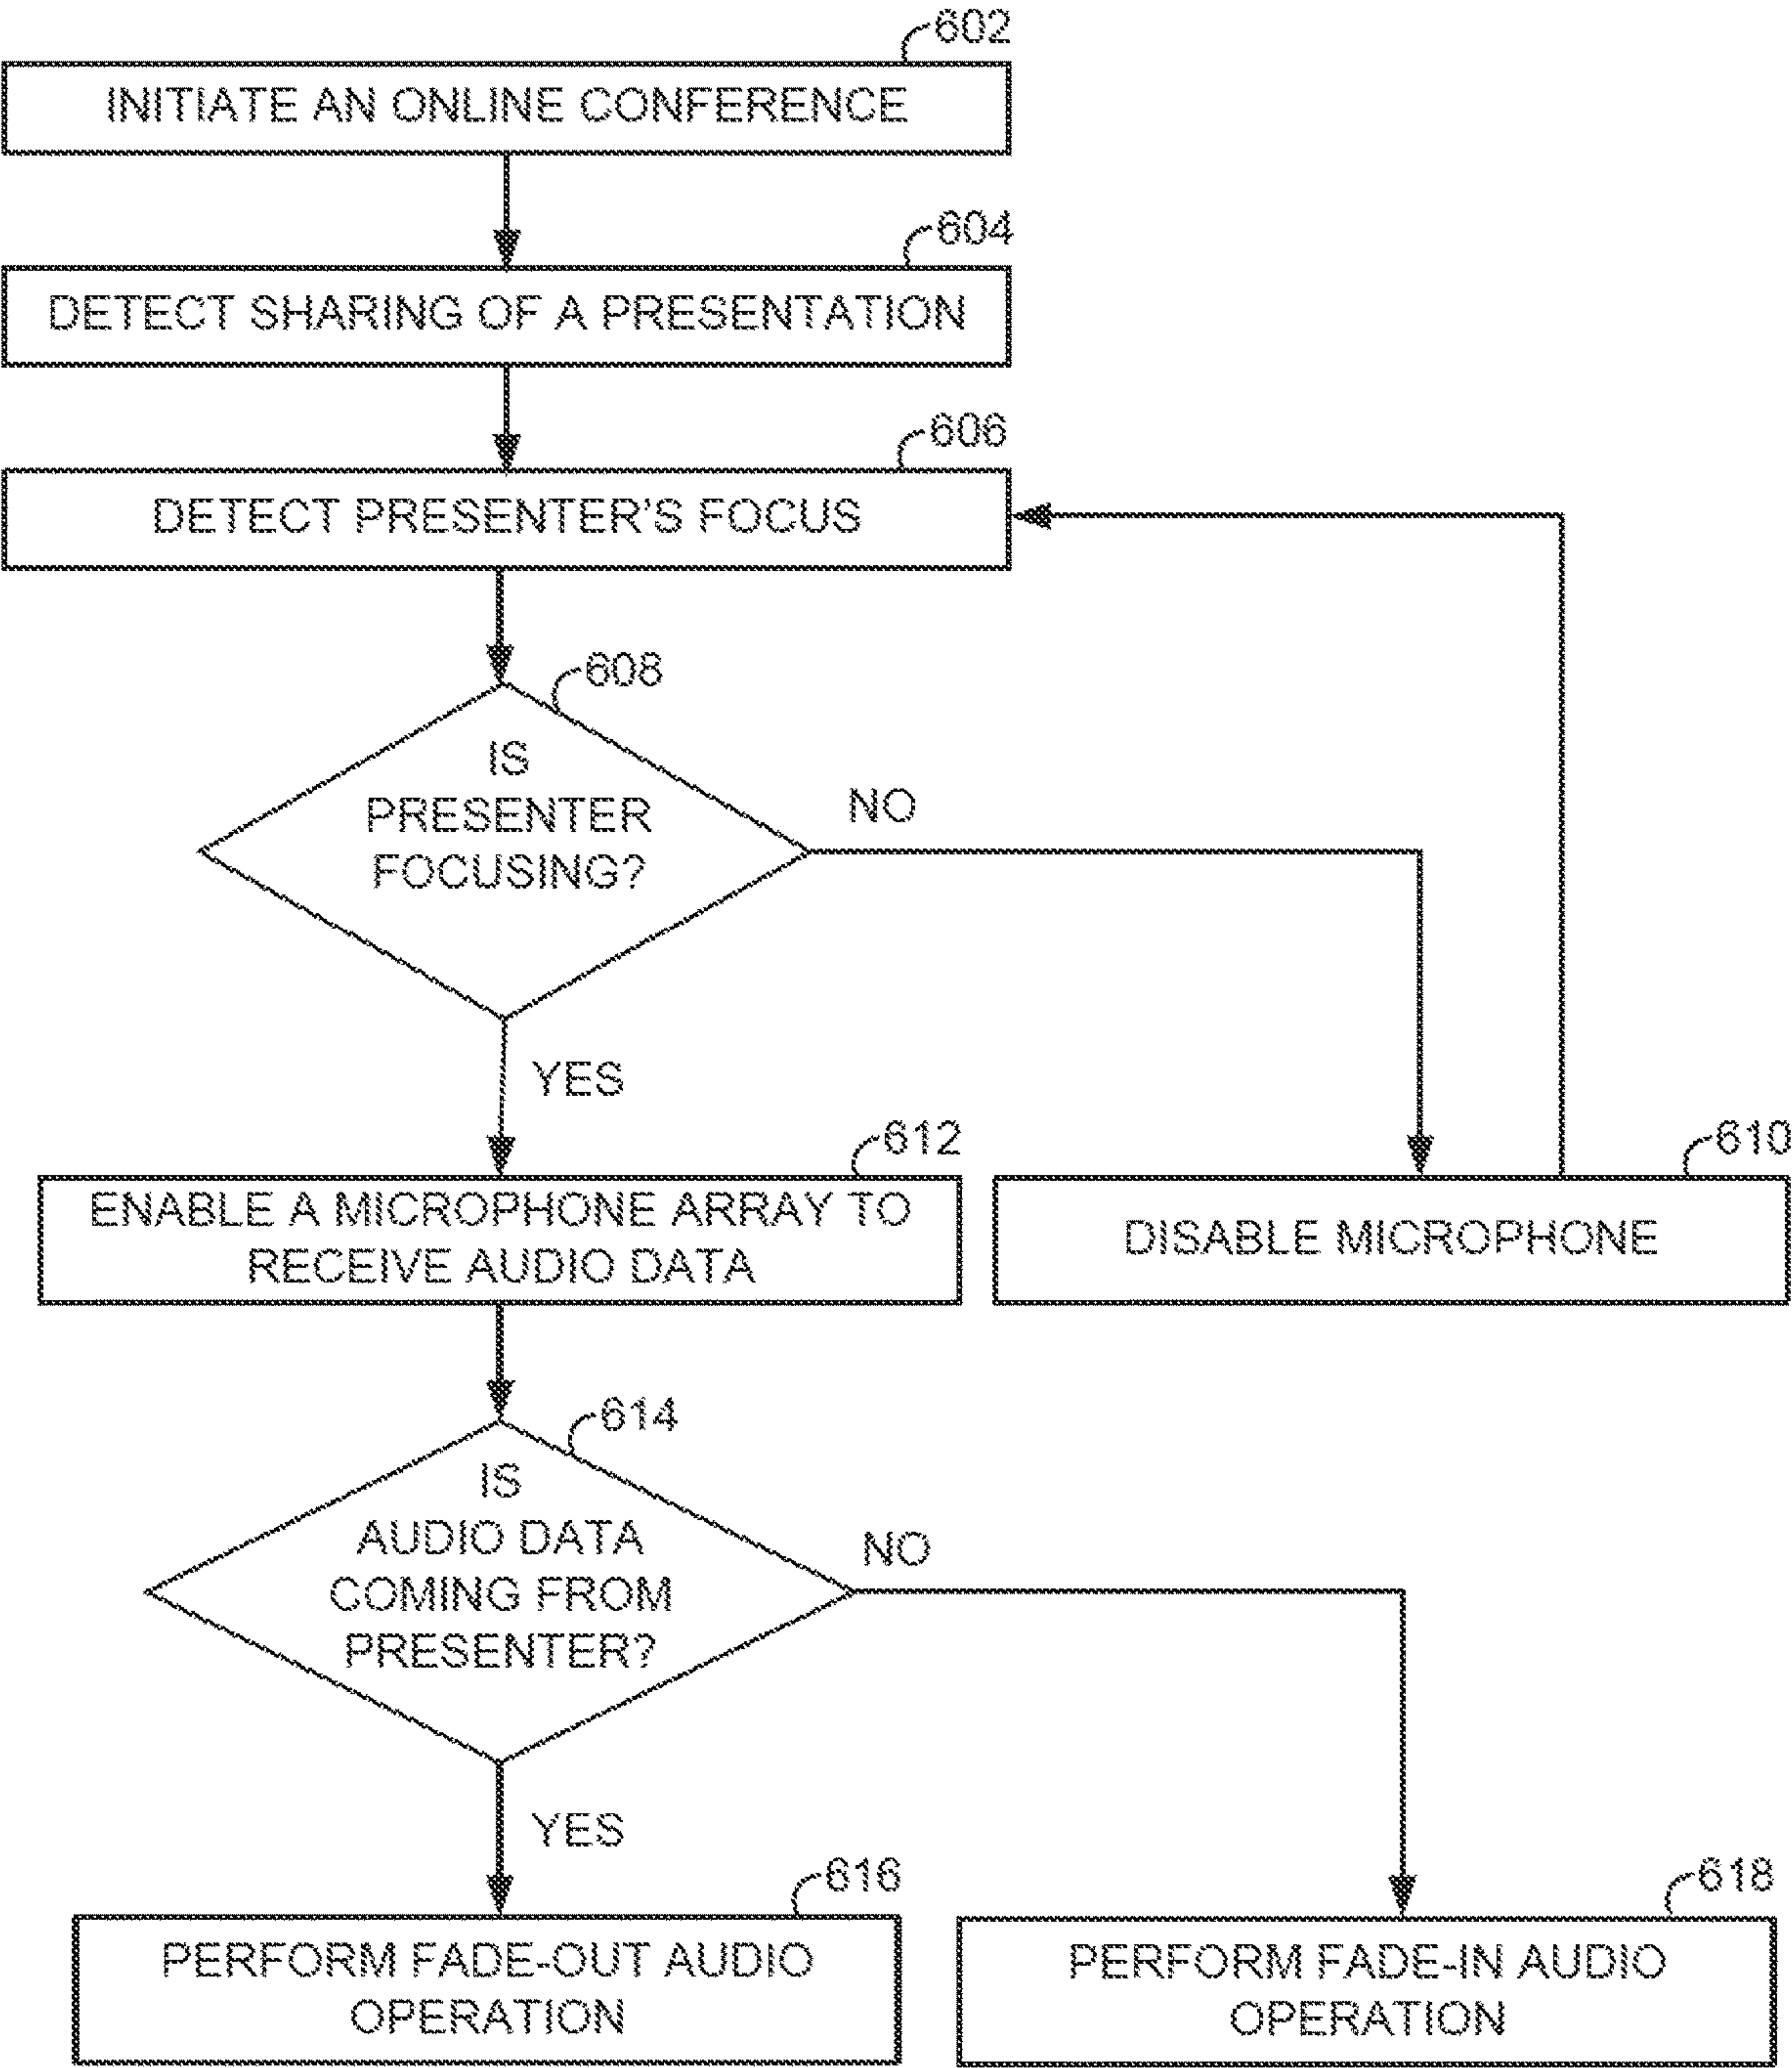 602
INITIATE AN ONLINE CONFERENCE
604
DETECT SHARING OF A PRESENTATION
606
DETECT PRESENTER'S FOCUS
608
IS
PRESENTER
FOCUSING?
NO
YES
612
ENABLE A MICROPHONE ARRAY TO
RECEIVE AUDIO DATA
610
DISABLE MICROPHONE
614
IS
AUDIO DATA
COMING FROM
PRESENTER?
NO
YES
616
PERFORM FADE-OUT AUDIO
OPERATION
618
PERFORM FADE-IN AUDIO
OPERATION